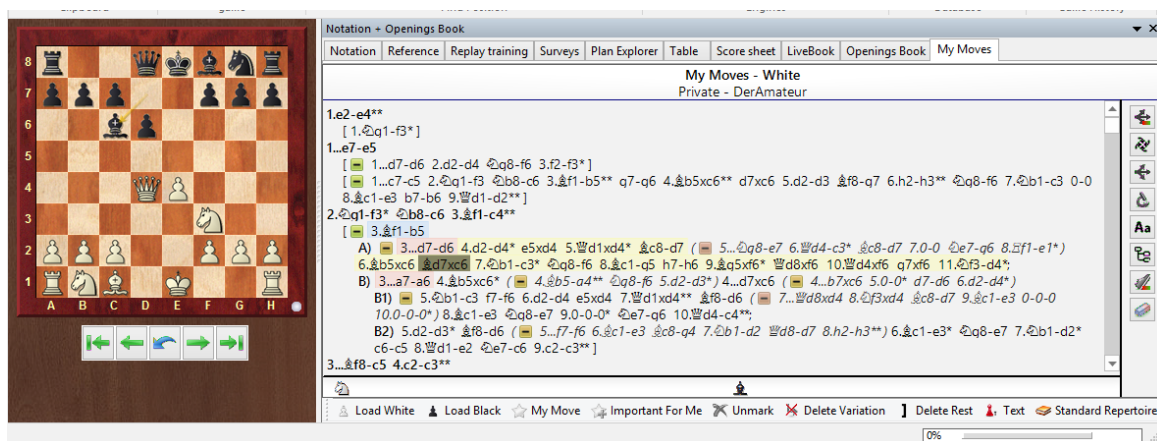 Notation + Openings Book
Notation Reference Replay training Surveys Plan Explorer Table Score sheet LiveBook Openings Book My Moves
My Moves - White
Private - DerAmateur
1.e2-e4**
[ 1.♘g1-f3* ]
1...e7-e5
[ 1...d7-d6 2.d2-d4 ♘g8-f6 3.f2-f3* ]
[ 1...c7-c5 2.♘g1-f3 ♘b8-c6 3.♗f1-b5** g7-g6 4.♗b5xc6** d7xc6 5.d2-d3 ♗f8-g7 6.h2-h3** ♘g8-f6 7.♘b1-c3 0-0
8.♗c1-e3 b7-b6 9.♕d1-d2** ]
2.♘g1-f3* ♘b8-c6 3.♗f1-c4**
[ 3.♗f1-b5
A) 3...d7-d6 4.d2-d4* e5xd4 5.♕d1xd4* ♗c8-d7 ( 5...♘g8-e7 6.♕d4-c3* ♗c8-d7 7.0-0 ♘e7-g6 8.♖f1-e1* )
6.♗b5xc6 ♗d7xc6 7.♘b1-c3* ♘g8-f6 8.♗c1-g5 h7-h6 9.♗g5xf6* ♕d8xf6 10.♕d4xf6 g7xf6 11.♘f3-d4*;
B) 3...a7-a6 4.♗b5xc6* ( 4.♗b5-a4** ♘g8-f6 5.d2-d3* ) 4...d7xc6 ( 4...b7xc6 5.0-0* d7-d6 6.d2-d4* )
B1) 5.♘b1-c3 f7-f6 6.d2-d4 e5xd4 7.♕d1xd4** ♗f8-d6 ( 7...♕d8xd4 8.♘f3xd4 ♗c8-d7 9.♗c1-e3 0-0-0
10.0-0-0* ) 8.♗c1-e3 ♘g8-e7 9.0-0-0* ♘e7-g6 10.♕d4-c4**;
B2) 5.d2-d3* ♗f8-d6 ( 5...f7-f6 6.♗c1-e3 ♗c8-g4 7.♘b1-d2 ♕d8-d7 8.h2-h3** ) 6.♗c1-e3* ♘g8-e7 7.♘b1-d2*
c6-c5 8.♕d1-e2 ♘e7-c6 9.c2-c3** ]
3...♗f8-c5 4.c2-c3**
8
7
6
5
4
3
2
1
A B C D E F G H
Aa
Load White Load Black My Move Important For Me Unmark Delete Variation ] Delete Rest Text Standard Repertoire
0%